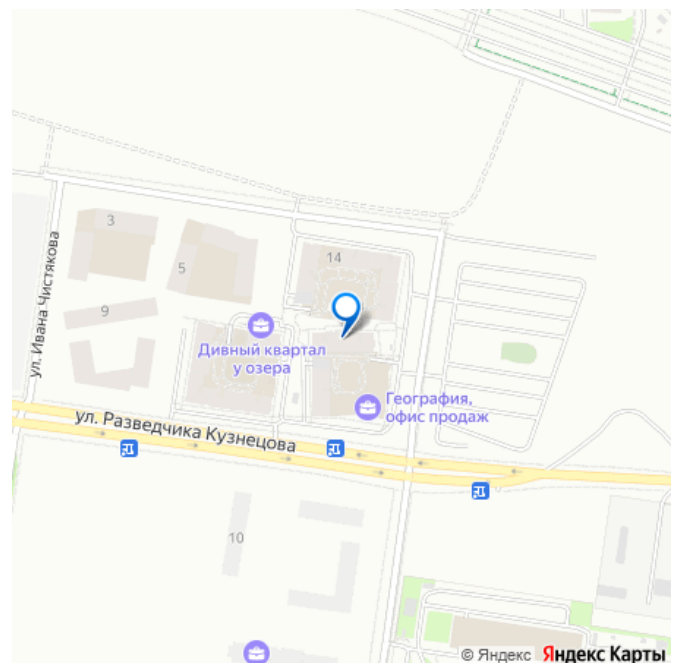 3
14
5
ул. Ивана Чистякова
9
Дивный квартал
у озера
География,
офис продаж
ул. Разведчика Кузнецова
10
© Яндекс Яндекс Карты